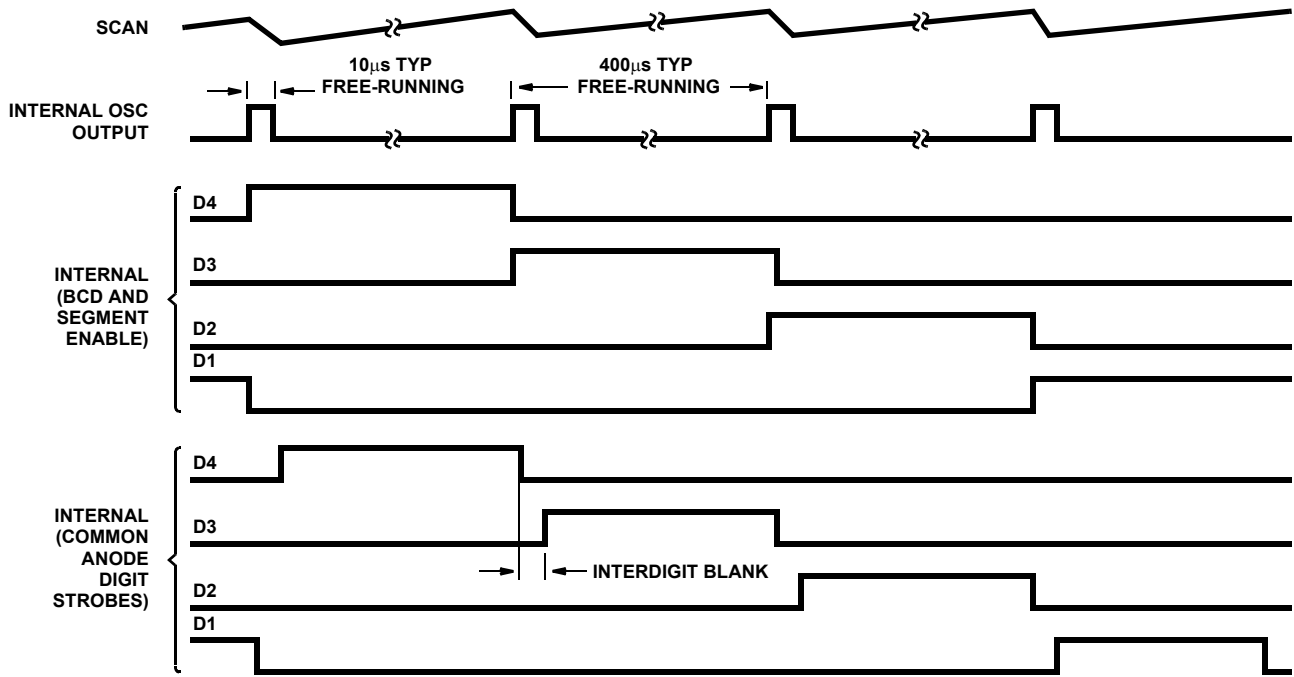 SCAN
10µs TYP
FREE-RUNNING
400µs TYP
FREE-RUNNING
INTERNAL OSC
OUTPUT
INTERNAL
(BCD AND
SEGMENT
ENABLE)
D4
D3
D2
D1
INTERNAL
(COMMON
ANODE
DIGIT
STROBES)
D4
D3
INTERDIGIT BLANK
D2
D1